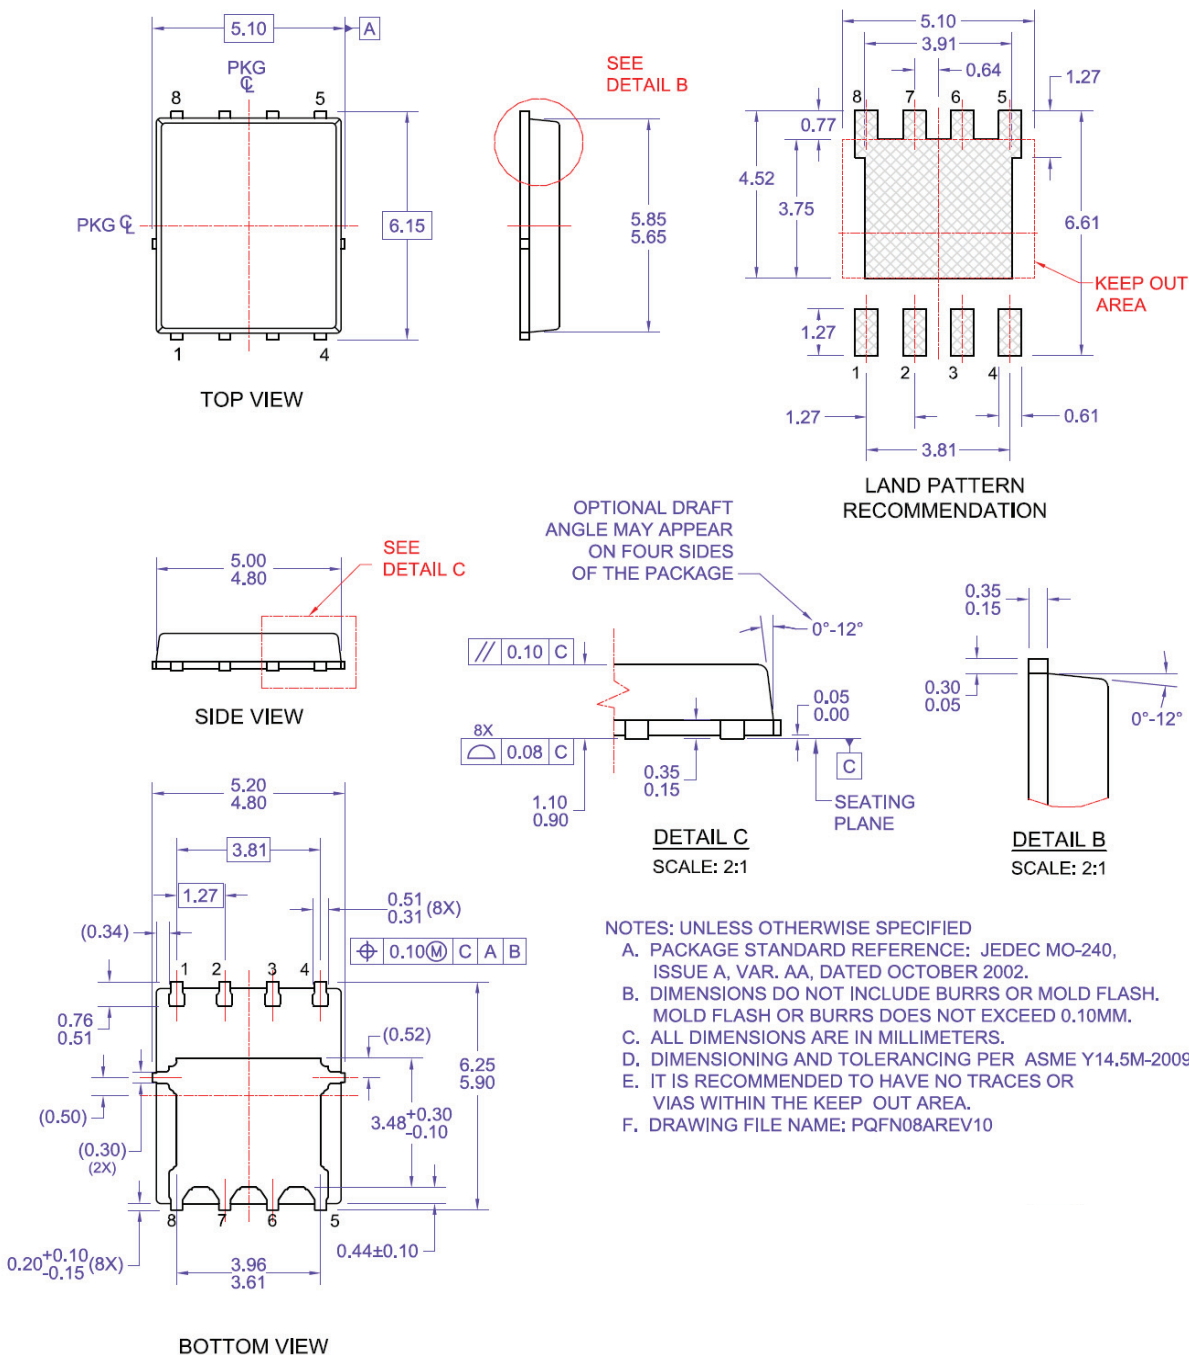 5.10
A
PKG
℄
8
5
PKG ℄
6.15
1
4
TOP VIEW
SEE
DETAIL B
5.85
5.65
5.10
3.91
0.64
1.27
8
7
6
5
0.77
4.52
3.75
6.61
KEEP OUT
AREA
1.27
1
2
3
4
1.27
0.61
3.81
LAND PATTERN
RECOMMENDATION
5.00
4.80
SEE
DETAIL C
SIDE VIEW
OPTIONAL DRAFT
ANGLE MAY APPEAR
ON FOUR SIDES
OF THE PACKAGE
0°-12°
// 0.10 C
0.05
0.00
8X
⌓ 0.08 C
C
0.35
0.15
1.10
0.90
SEATING
PLANE
DETAIL C
SCALE: 2:1
0.35
0.15
0.30
0.05
0°-12°
DETAIL B
SCALE: 2:1
5.20
4.80
3.81
1.27
0.51
0.31 (8X)
(0.34)
⌖ 0.10Ⓜ C A B
1
2
3
4
0.76
0.51
(0.52)
6.25
5.90
(0.50)
3.48 +0.30
-0.10
(0.30)
(2X)
8
7
6
5
0.20 +0.10
-0.15 (8X)
0.44±0.10
3.96
3.61
BOTTOM VIEW
NOTES: UNLESS OTHERWISE SPECIFIED
A. PACKAGE STANDARD REFERENCE: JEDEC MO-240,
ISSUE A, VAR. AA, DATED OCTOBER 2002.
B. DIMENSIONS DO NOT INCLUDE BURRS OR MOLD FLASH.
MOLD FLASH OR BURRS DOES NOT EXCEED 0.10MM.
C. ALL DIMENSIONS ARE IN MILLIMETERS.
D. DIMENSIONING AND TOLERANCING PER ASME Y14.5M-2009
E. IT IS RECOMMENDED TO HAVE NO TRACES OR
VIAS WITHIN THE KEEP OUT AREA.
F. DRAWING FILE NAME: PQFN08AREV10